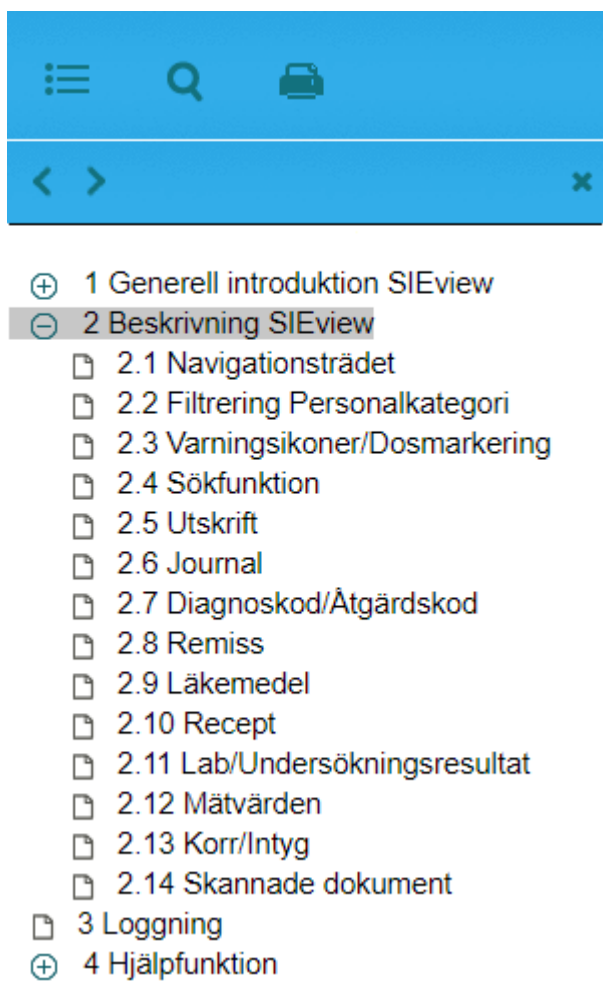 1 Generell introduktion SIEview
2 Beskrivning SIEview
2.1 Navigationsträdet
2.2 Filtrering Personalkategori
2.3 Varningsikoner/Dosmarkering
2.4 Sökfunktion
2.5 Utskrift
2.6 Journal
2.7 Diagnoskod/Åtgärdskod
2.8 Remiss
2.9 Läkemedel
2.10 Recept
2.11 Lab/Undersökningsresultat
2.12 Mätvärden
2.13 Korr/Intyg
2.14 Skannade dokument
3 Loggning
4 Hjälpfunktion